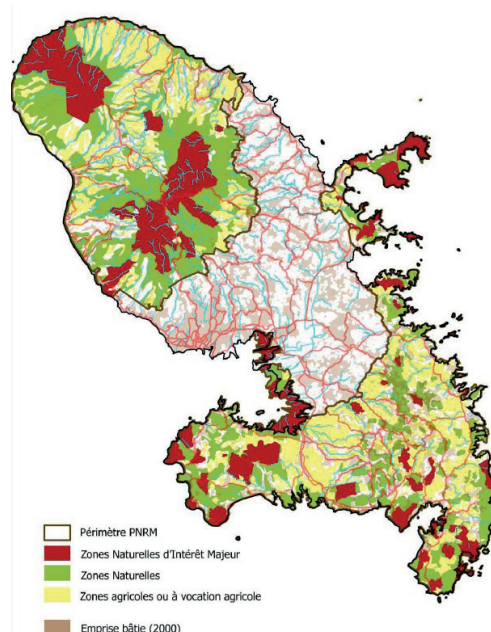 Périmètre PNRM
Zones Naturelles d'Intérêt Majeur
Zones Naturelles
Zones agricoles ou à vocation agricole
Emprise bâtie (2000)